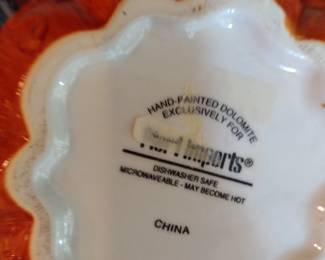 HAND-PAINTED DOLOMITE
EXCLUSIVELY FOR
imports®
DISHWASHER SAFE
MICROWAVEABLE - MAY BECOME HOT
CHINA